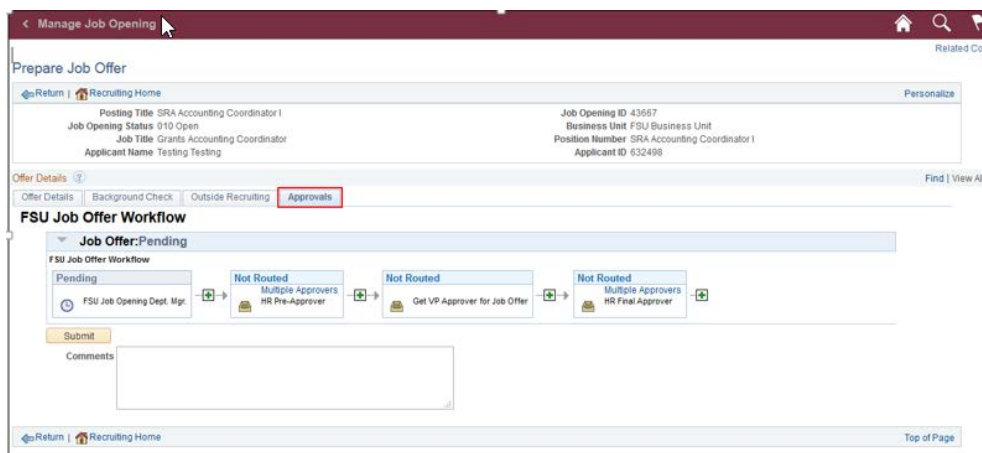 < Manage Job Opening
Related Co
Prepare Job Offer
Return | Recruiting Home Personalize
Posting Title SRA Accounting Coordinator I Job Opening ID 43667
Job Opening Status 010 Open Business Unit FSU Business Unit
Job Title Grants Accounting Coordinator Position Number SRA Accounting Coordinator I
Applicant Name Testing Testing Applicant ID 632498
Offer Details Find | View Al
Offer Details Background Check Outside Recruiting Approvals
FSU Job Offer Workflow
Job Offer:Pending
FSU Job Offer Workflow
Pending Not Routed Not Routed Not Routed
Multiple Approvers Multiple Approvers
FSU Job Opening Dept. Mgr. HR Pre-Approver Get VP Approver for Job Offer HR Final Approver
Submit
Comments
Return | Recruiting Home Top of Page